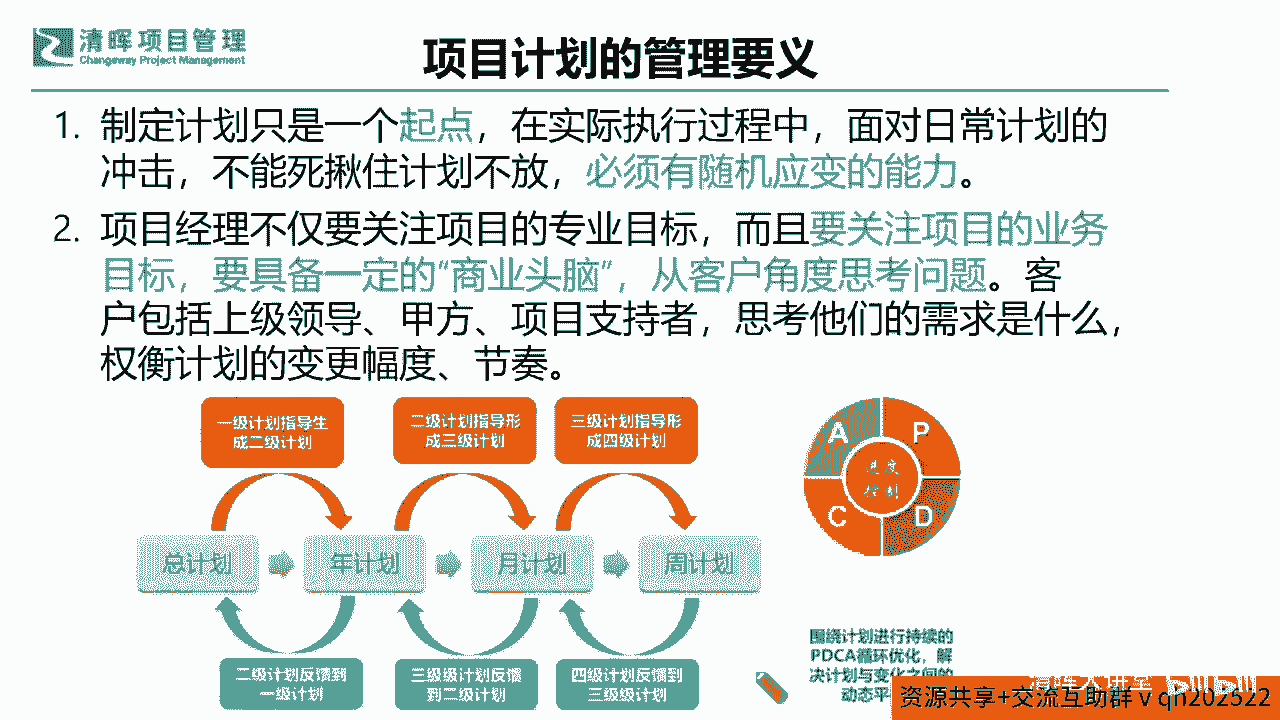 清晖项目管理
Changeway Project Management
项目计划的管理要义
1. 制定计划只是一个起点，在实际执行过程中，面对日常计划的
冲击，不能死揪住计划不放，必须有随机应变的能力。
2. 项目经理不仅要关注项目的专业目标，而且要关注项目的业务
目标，要具备一定的“商业头脑”，从客户角度思考问题。客
户包括上级领导、甲方、项目支持者，思考他们的需求是什么，
权衡计划的变更幅度、节奏。
一级计划指导生
成二级计划
二级计划指导形
成三级计划
三级计划指导形
成四级计划
总计划
年计划
月计划
周计划
二级计划反馈到
一级计划
三级级计划反馈
到二级计划
四级计划反馈到
三级级计划
A
P
进度
控制
C
D
围绕计划进行持续的
PDCA循环优化，解
决计划与变化之间的
动态平
清晖大讲堂
bilibili
资源共享+交流互助群 v qh202522